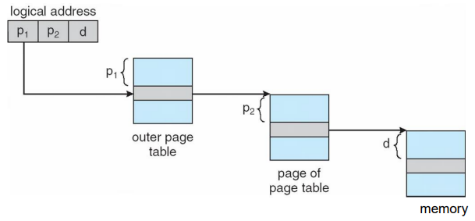 logical address
p1 p2 d
p1
outer page
table
p2
page of
page table
d
memory